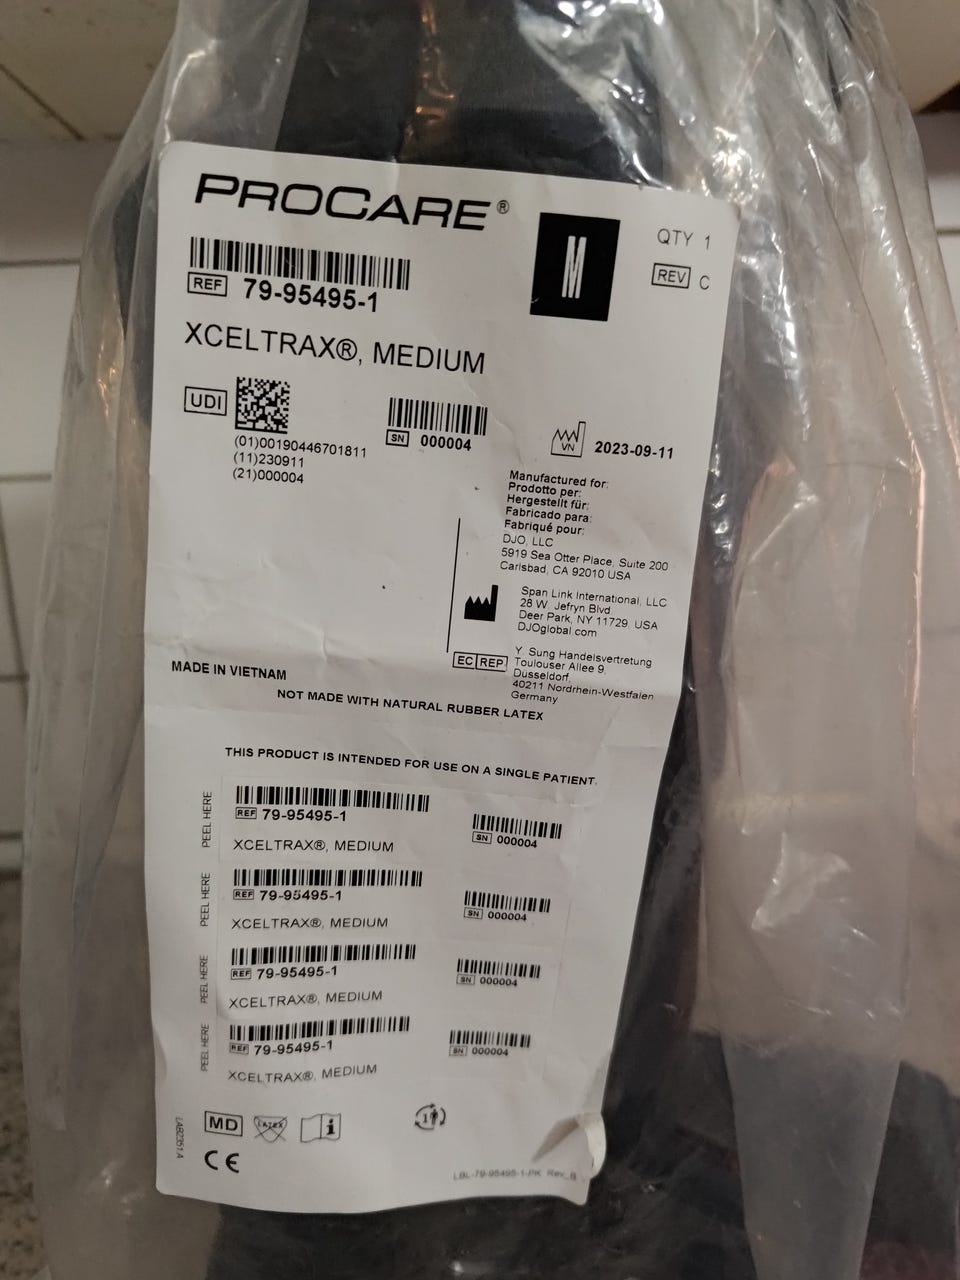 PROCARE®
M
QTY 1
REV C
REF 79-95495-1
XCELTRAX®, MEDIUM
UDI
(01)00190446701811
(11)230911
(21)000004
SN 000004
VN 2023-09-11
Manufactured for:
Prodotto per:
Hergestellt für:
Fabricado para:
Fabriqué pour:
DJO, LLC
5919 Sea Otter Place, Suite 200
Carlsbad, CA 92010 USA
Span Link International, LLC
28 W. Jefryn Blvd.
Deer Park, NY 11729, USA
DJOglobal.com
EC REP
Y. Sung Handelsvertretung
Toulouser Allee 9,
Düsseldorf,
40211 Nordrhein-Westfalen
Germany
MADE IN VIETNAM
NOT MADE WITH NATURAL RUBBER LATEX
THIS PRODUCT IS INTENDED FOR USE ON A SINGLE PATIENT.
PEEL HERE
REF 79-95495-1
SN 000004
XCELTRAX®, MEDIUM
PEEL HERE
REF 79-95495-1
SN 000004
XCELTRAX®, MEDIUM
PEEL HERE
REF 79-95495-1
SN 000004
XCELTRAX®, MEDIUM
PEEL HERE
REF 79-95495-1
SN 000004
XCELTRAX®, MEDIUM
MD
LATEX
i
1
LAB2351 A
CE
LBL-79-95495-1-PK Rev_B